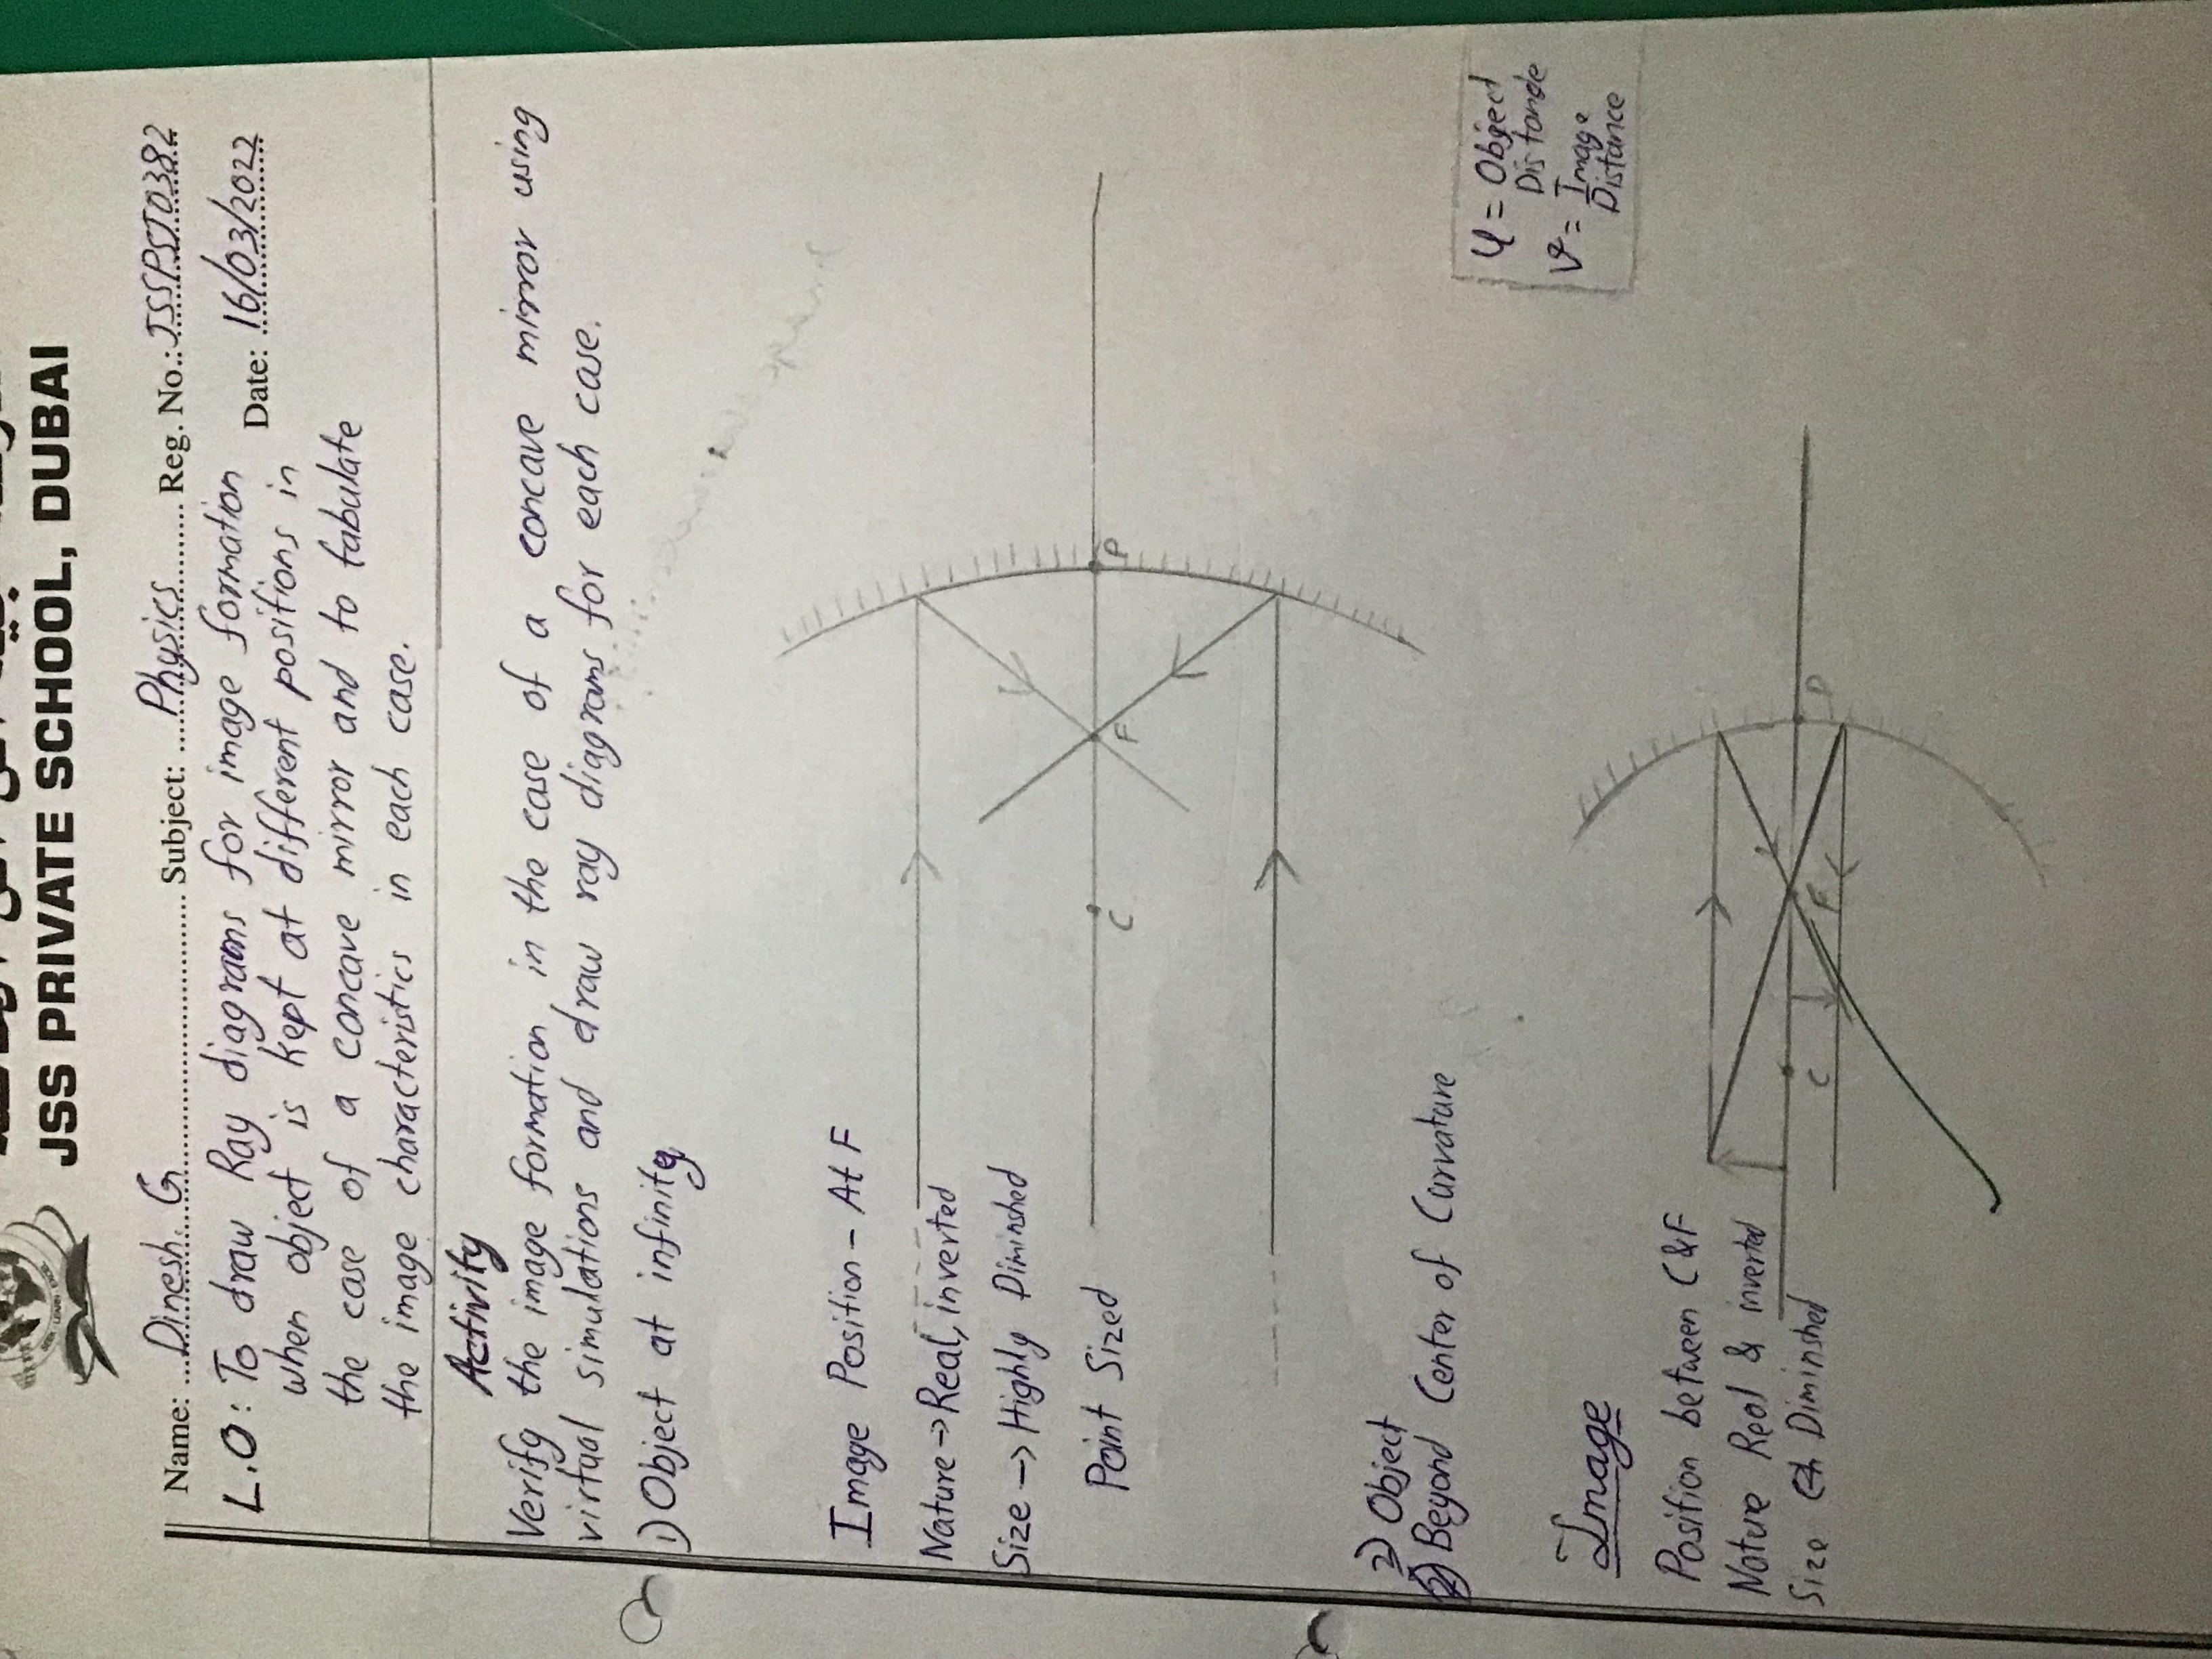 SEEK LEARN EXCEL
JSS PRIVATE SCHOOL, DUBAI
Name: Dinesh. G Subject: Physics Reg. No.: JSSPSJ0382
Date: 16/03/2022
L.O: To draw Ray diagrams for image formation
when object is kept at different positions in
the case of a concave mirror and to tabulate
the image characteristics in each case.
Activity
Verify the image formation in the case of a concave mirror using
virtual simulations and draw ray diagrams for each case.
1) Object at infinity
Image Position - At F
Nature → Real, inverted
Size → Highly Diminshed
Point Sized
C F P
2) Object
Beyond Center of Curvature
u = Object
Distance
v = Image
Distance
Image
Position between C & F
Nature Real & inverted
Size Diminshed
C F P